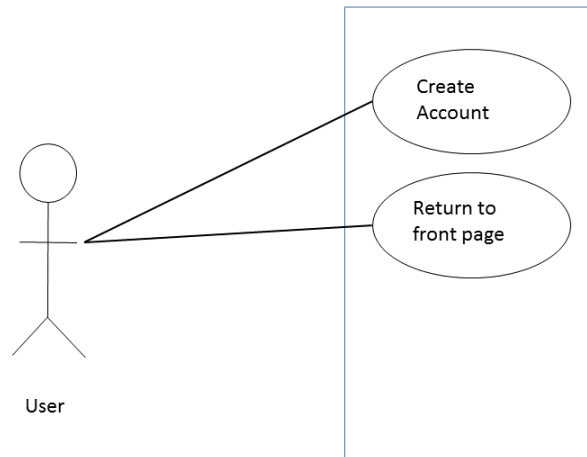 Create
Account
Return to
front page
User